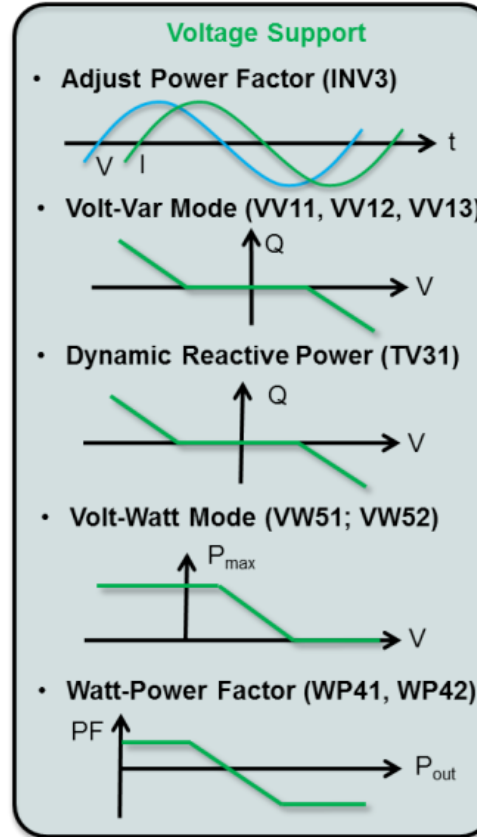 Voltage Support
• Adjust Power Factor (INV3)
t
V I
• Volt-Var Mode (VV11, VV12, VV13)
Q
V
• Dynamic Reactive Power (TV31)
Q
V
• Volt-Watt Mode (VW51; VW52)
Pmax
V
• Watt-Power Factor (WP41, WP42)
PF
Pout